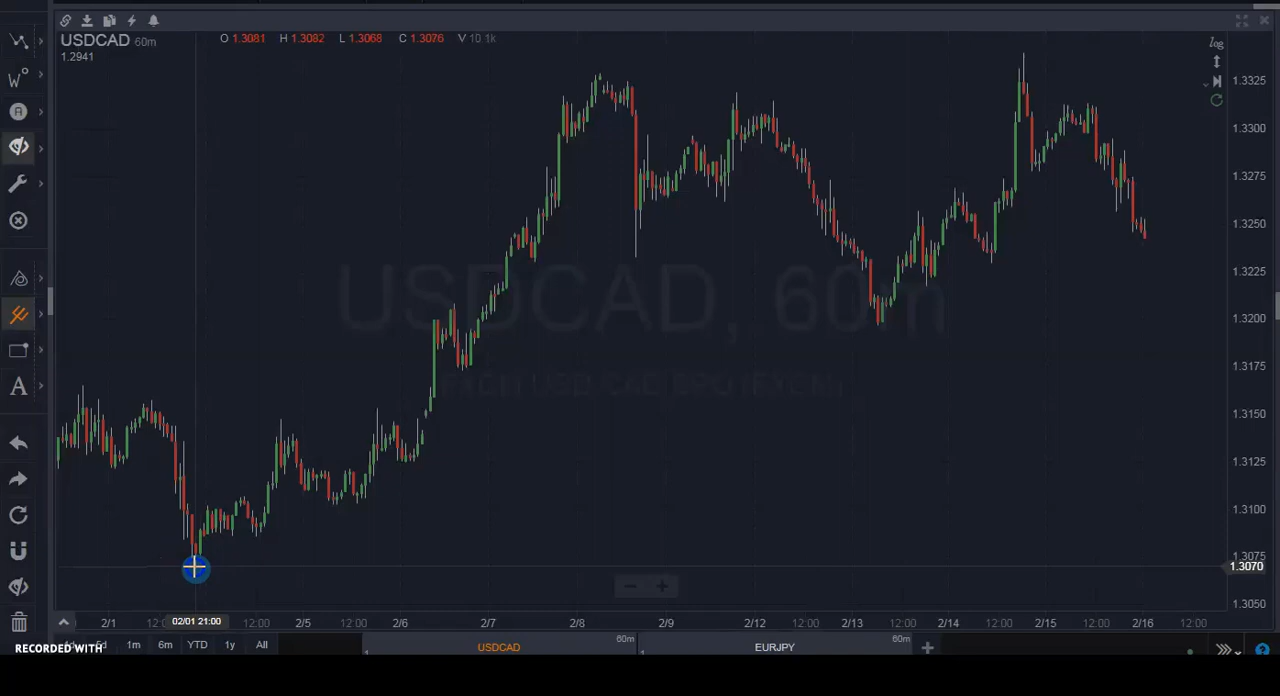 USDCAD 60m
O 1.3081 H 1.3082 L 1.3068 C 1.3076 V 10.1k
1.2941
log
1.3325
1.3300
1.3275
1.3250
1.3225
1.3200
1.3175
1.3150
1.3125
1.3100
1.3075
1.3070
1.3050
USDCAD, 60m
W
A
A
2/1
02/01 21:00
12:00
2/5
12:00
2/6
2/7
2/8
2/9
2/12
12:00
2/13
12:00
2/14
12:00
2/15
12:00
2/16
12:00
RECORDED WITH
1m
6m
YTD
1y
All
USDCAD
60m
EURJPY
60m